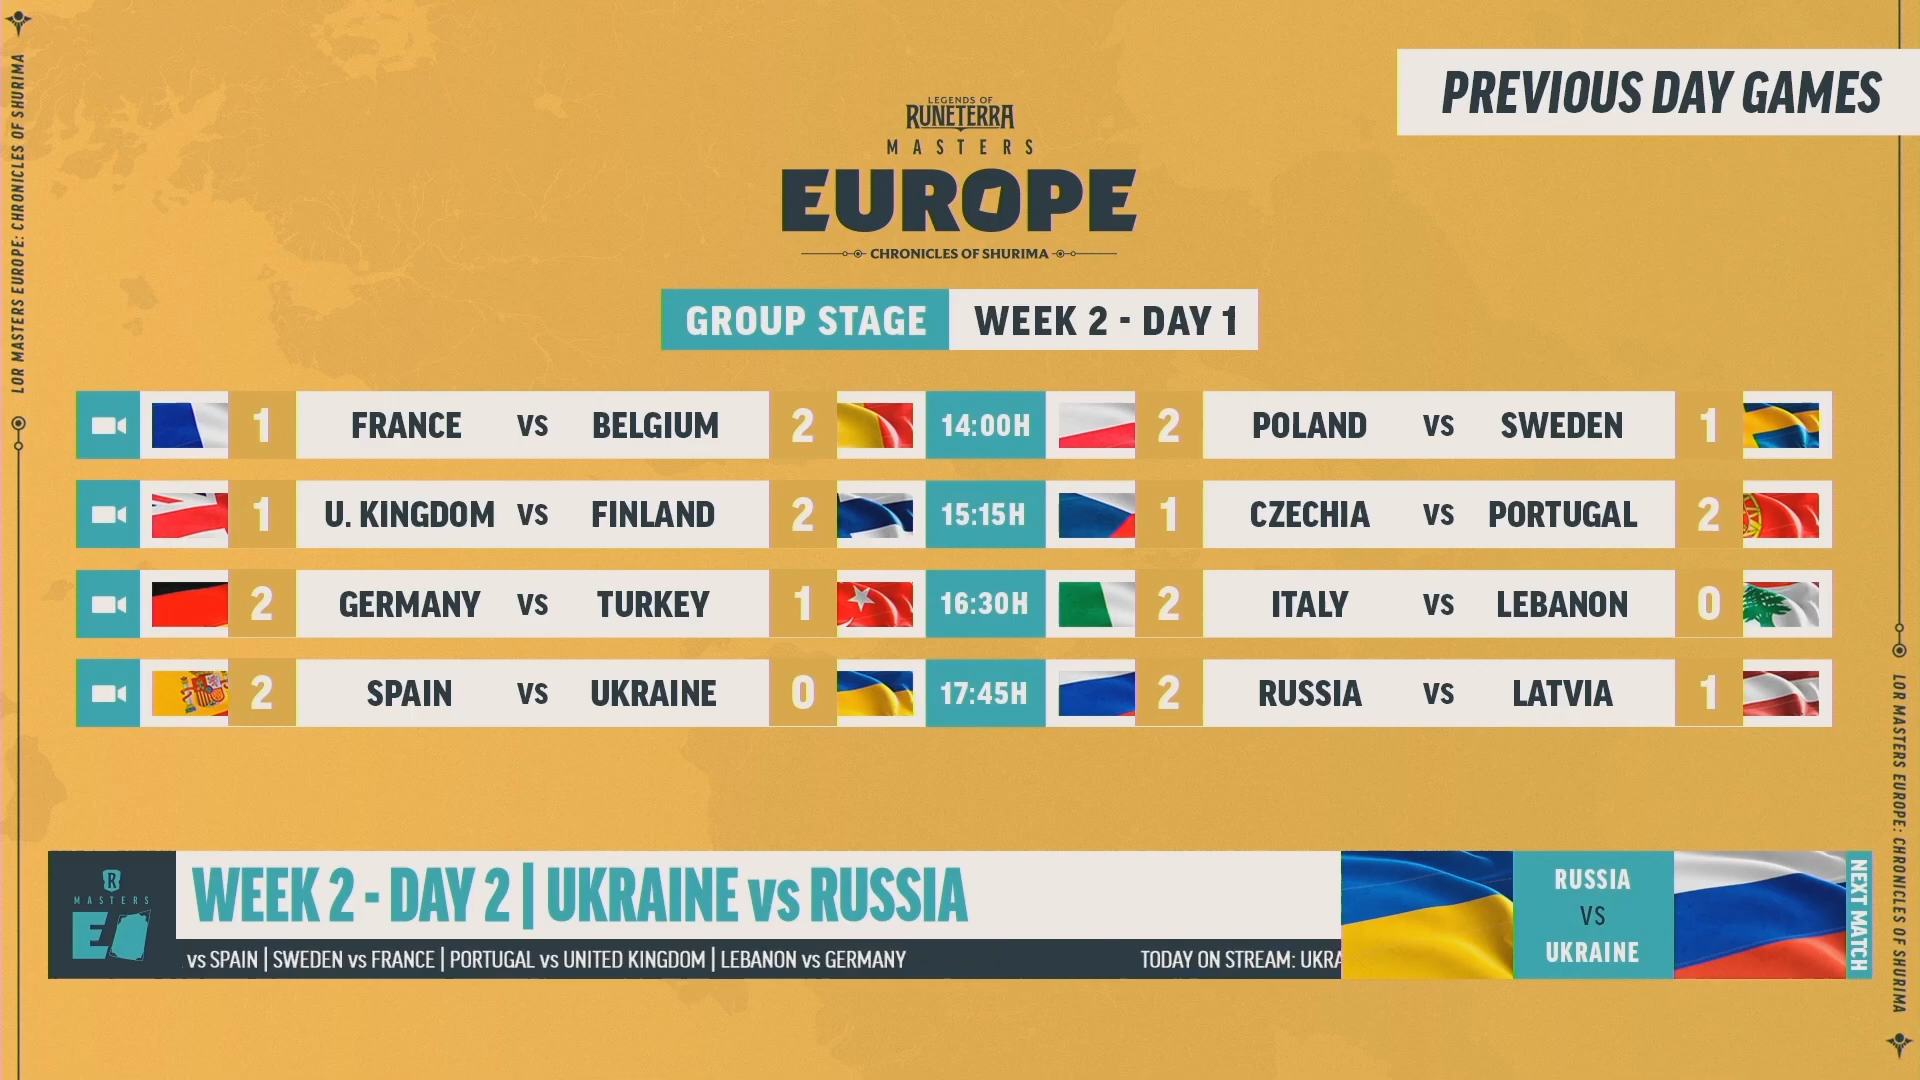 PREVIOUS DAY GAMES
LEGENDS OF
RUNETERRA
MASTERS
EUROPE
CHRONICLES OF SHURIMA
GROUP STAGE WEEK 2 - DAY 1
1 FRANCE VS BELGIUM 2 14:00H 2 POLAND VS SWEDEN 1
1 U. KINGDOM VS FINLAND 2 15:15H 1 CZECHIA VS PORTUGAL 2
2 GERMANY VS TURKEY 1 16:30H 2 ITALY VS LEBANON 0
2 SPAIN VS UKRAINE 0 17:45H 2 RUSSIA VS LATVIA 1
R
MASTERS
E
WEEK 2 - DAY 2 | UKRAINE vs RUSSIA
vs SPAIN | SWEDEN vs FRANCE | PORTUGAL vs UNITED KINGDOM | LEBANON vs GERMANY TODAY ON STREAM: UKRA
RUSSIA
VS
UKRAINE
NEXT MATCH
LOR MASTERS EUROPE: CHRONICLES OF SHURIMA
LOR MASTERS EUROPE: CHRONICLES OF SHURIMA